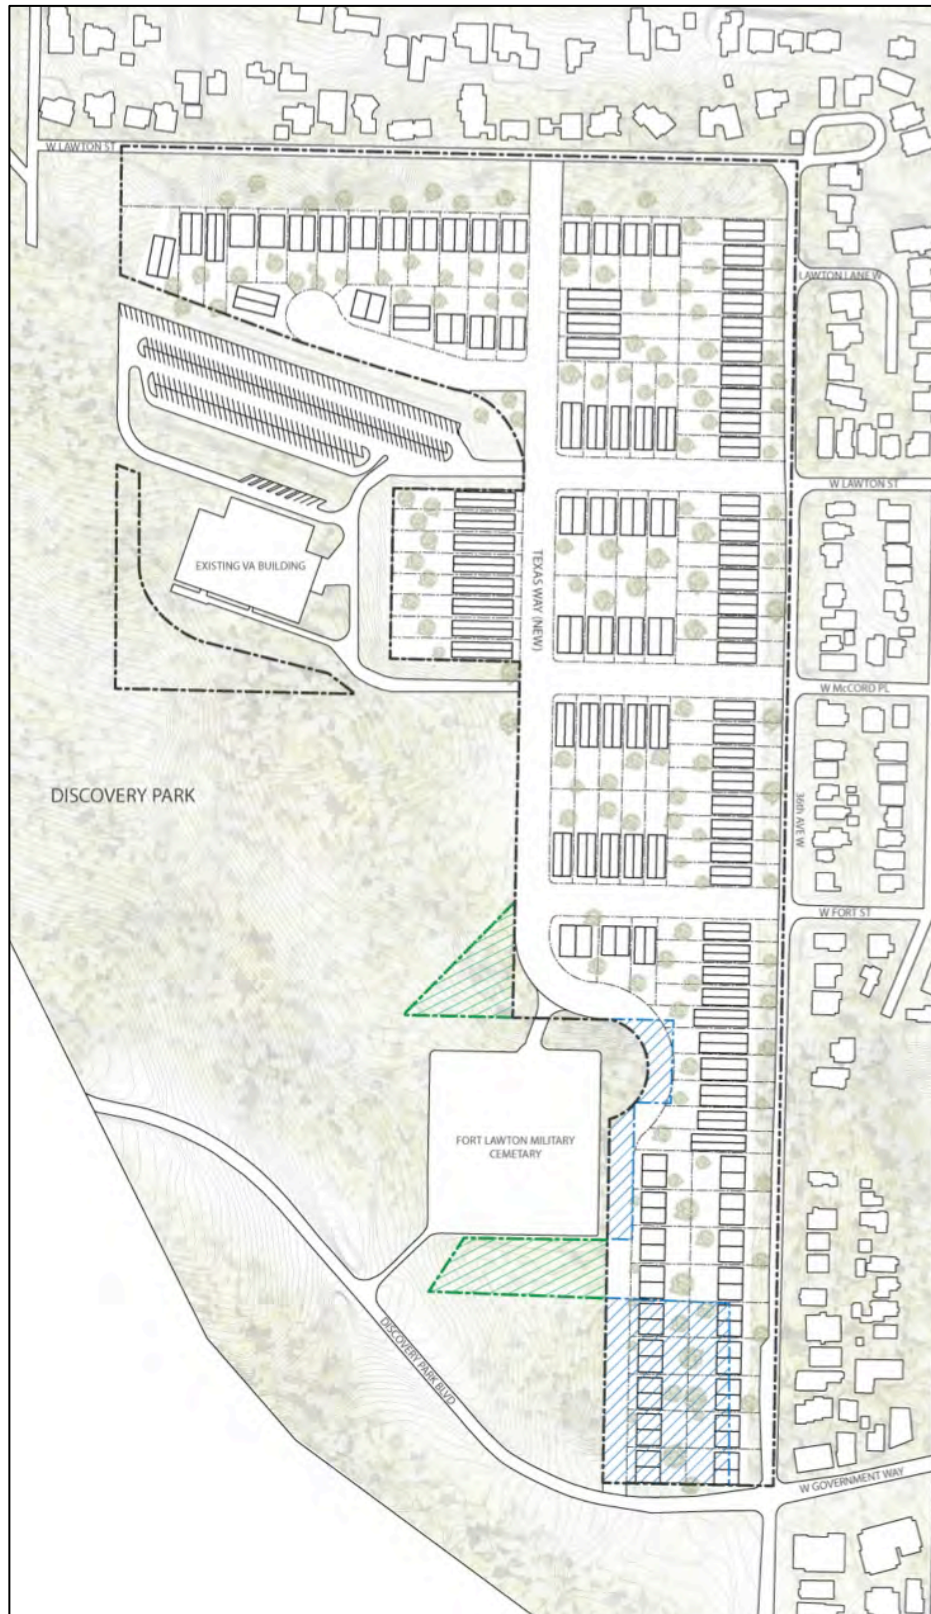 W LAWTON ST
LAWTON LANE W
W LAWTON ST
EXISTING VA BUILDING
TEXAS WAY (NEW)
W McCORD PL
DISCOVERY PARK
36th AVE W
W FORT ST
FORT LAWTON MILITARY
CEMETARY
DISCOVERY PARK BLVD
W GOVERNMENT WAY